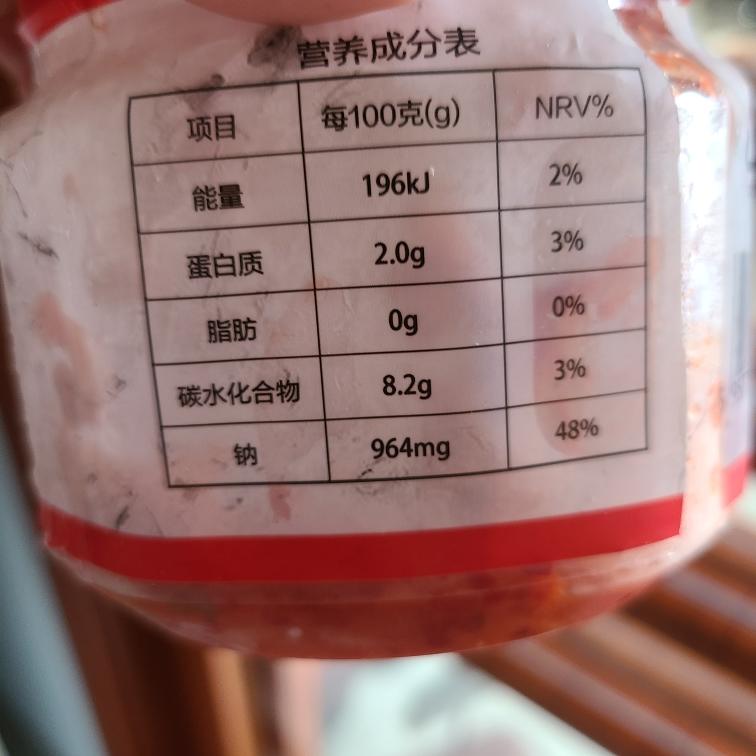 营养成分表
项目 每100克(g) NRV%
能量 196kJ 2%
蛋白质 2.0g 3%
脂肪 0g 0%
碳水化合物 8.2g 3%
钠 964mg 48%